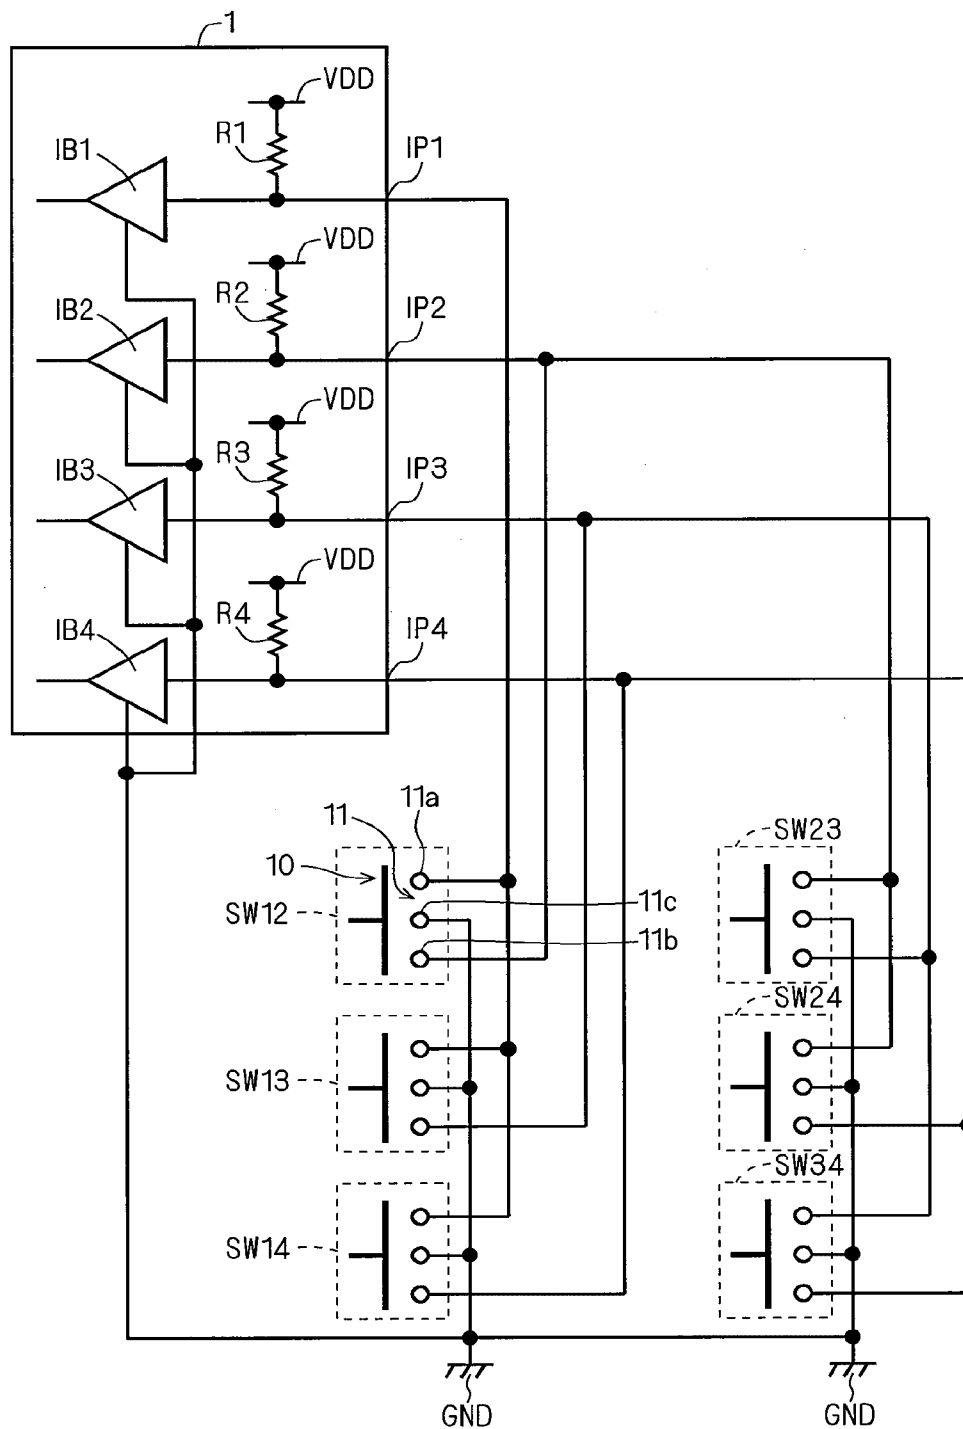 1
VDD
R1
IB1
IP1
VDD
R2
IB2
IP2
VDD
R3
IB3
IP3
VDD
R4
IB4
IP4
11a
11
10
SW12
11c
11b
SW23
SW24
SW13
SW34
SW14
GND
GND